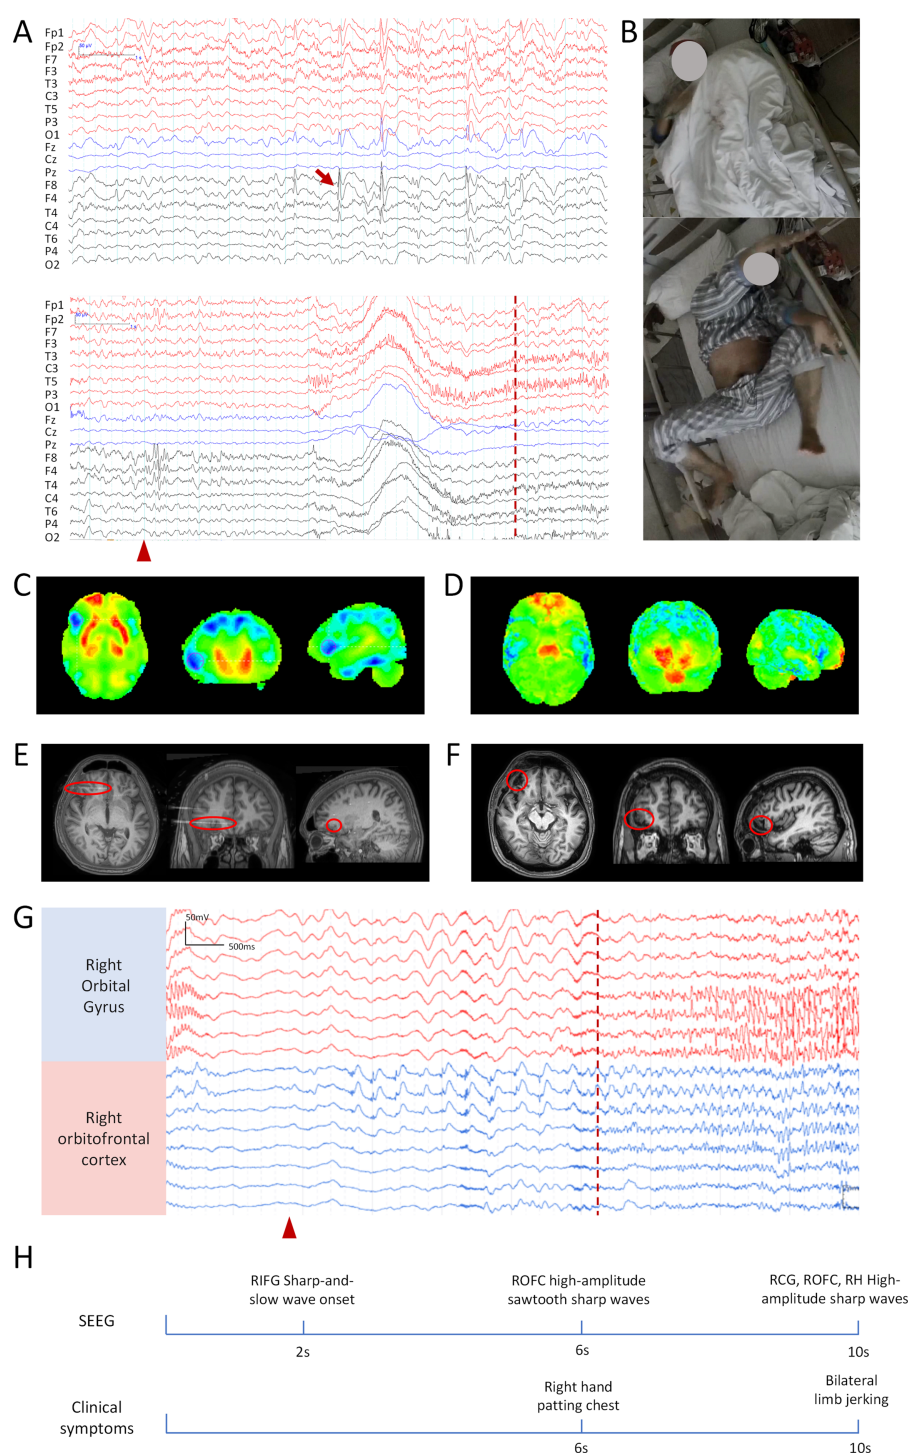 A
B
Fp1
Fp2
F7
F3
T3
C3
T5
P3
O1
Fz
Cz
Pz
F8
F4
T4
C4
T6
P4
O2
50 μV
1 s
Fp1
Fp2
F7
F3
T3
C3
T5
P3
O1
Fz
Cz
Pz
F8
F4
T4
C4
T6
P4
O2
C
D
E
F
G
50mV
500ms
Right
Orbital
Gyrus
Right
orbitofrontal
cortex
H
RIFG Sharp-and-
slow wave onset
ROFC high-amplitude
sawtooth sharp waves
RCG, ROFC, RH High-
amplitude sharp waves
SEEG
2s
6s
10s
Right hand
patting chest
Bilateral
limb jerking
Clinical
symptoms
6s
10s